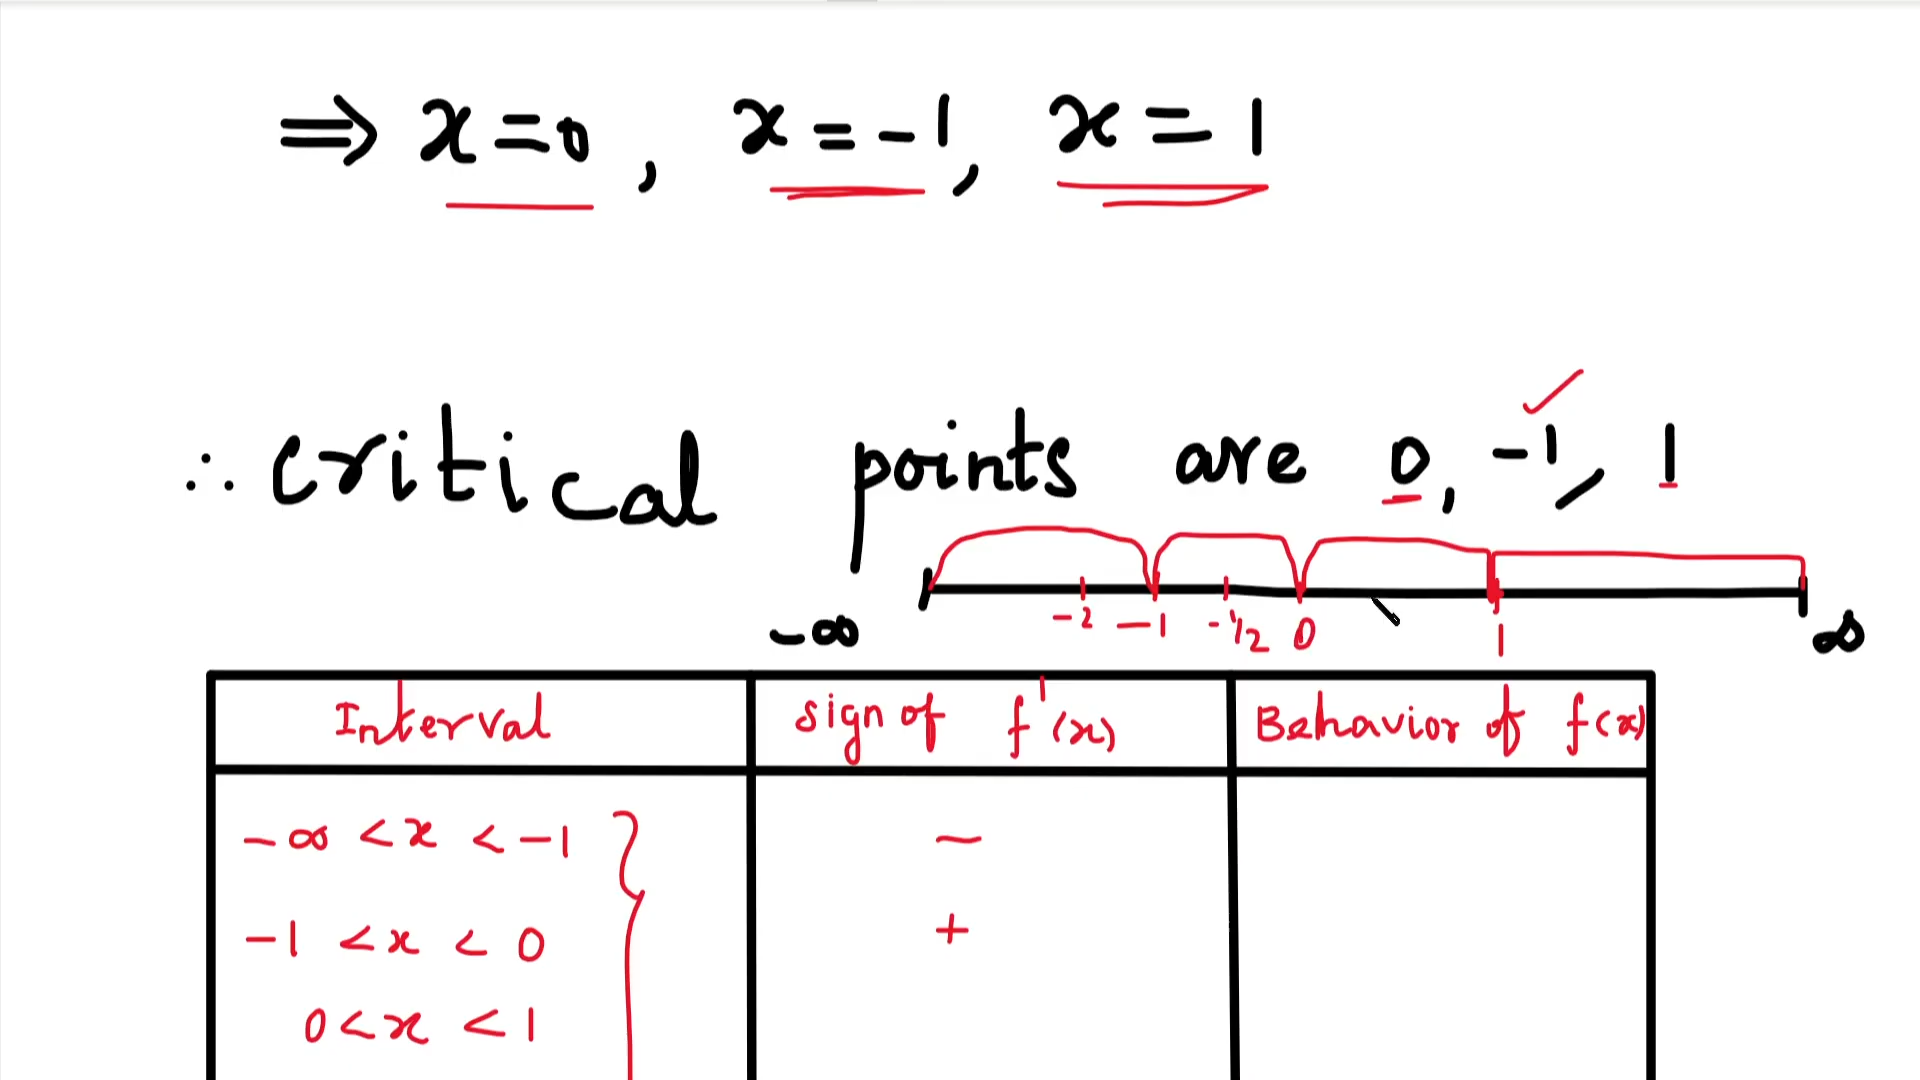 ⇒ x=0, x=-1, x=1
∴ critical points are 0, -1, 1
-∞ -2 -1 -1/2 0 1 ∞
Interval sign of f'(x) Behavior of f(x)
-∞ < x < -1 -
-1 < x < 0 +
0 < x < 1